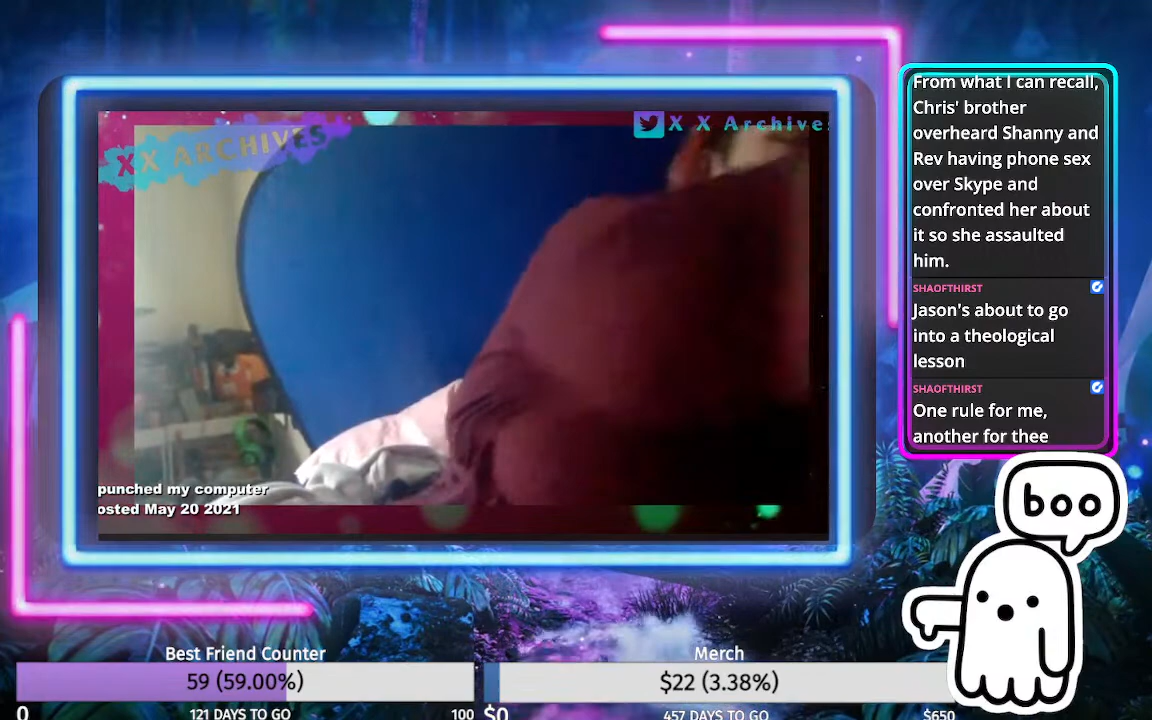 XX ARCHIVES
X X Archive
From what I can recall,
Chris' brother
overheard Shanny and
Rev having phone sex
over Skype and
confronted her about
it so she assaulted
him.
SHAOFTHIRST
Jason's about to go
into a theological
lesson
SHAOFTHIRST
One rule for me,
another for thee
punched my computer
osted May 20 2021
boo
Best Friend Counter
59 (59.00%)
0 121 DAYS TO GO 100
Merch
$22 (3.38%)
$0 457 DAYS TO GO $650